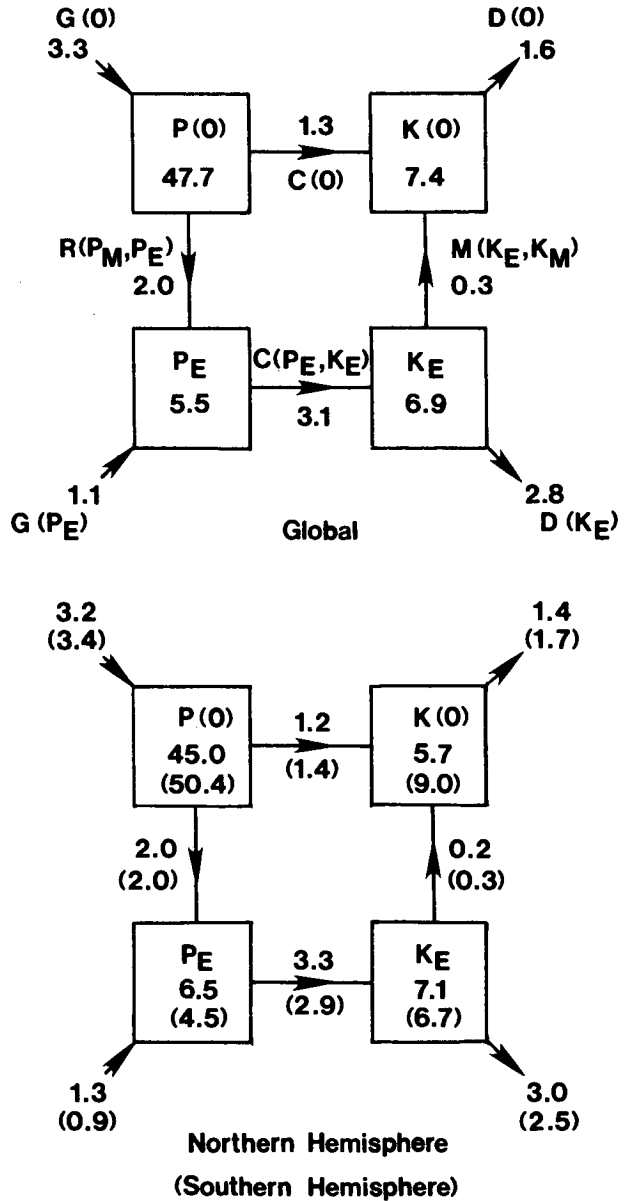 G(0)
3.3
D(0)
1.6
P(0)
47.7
1.3
C(0)
K(0)
7.4
R(PM,PE)
2.0
M(KE,KM)
0.3
PE
5.5
C(PE,KE)
3.1
KE
6.9
1.1
G(PE)
Global
2.8
D(KE)
3.2
(3.4)
1.4
(1.7)
P(0)
45.0
(50.4)
1.2
(1.4)
K(0)
5.7
(9.0)
2.0
(2.0)
0.2
(0.3)
PE
6.5
(4.5)
3.3
(2.9)
KE
7.1
(6.7)
1.3
(0.9)
3.0
(2.5)
Northern Hemisphere
(Southern Hemisphere)